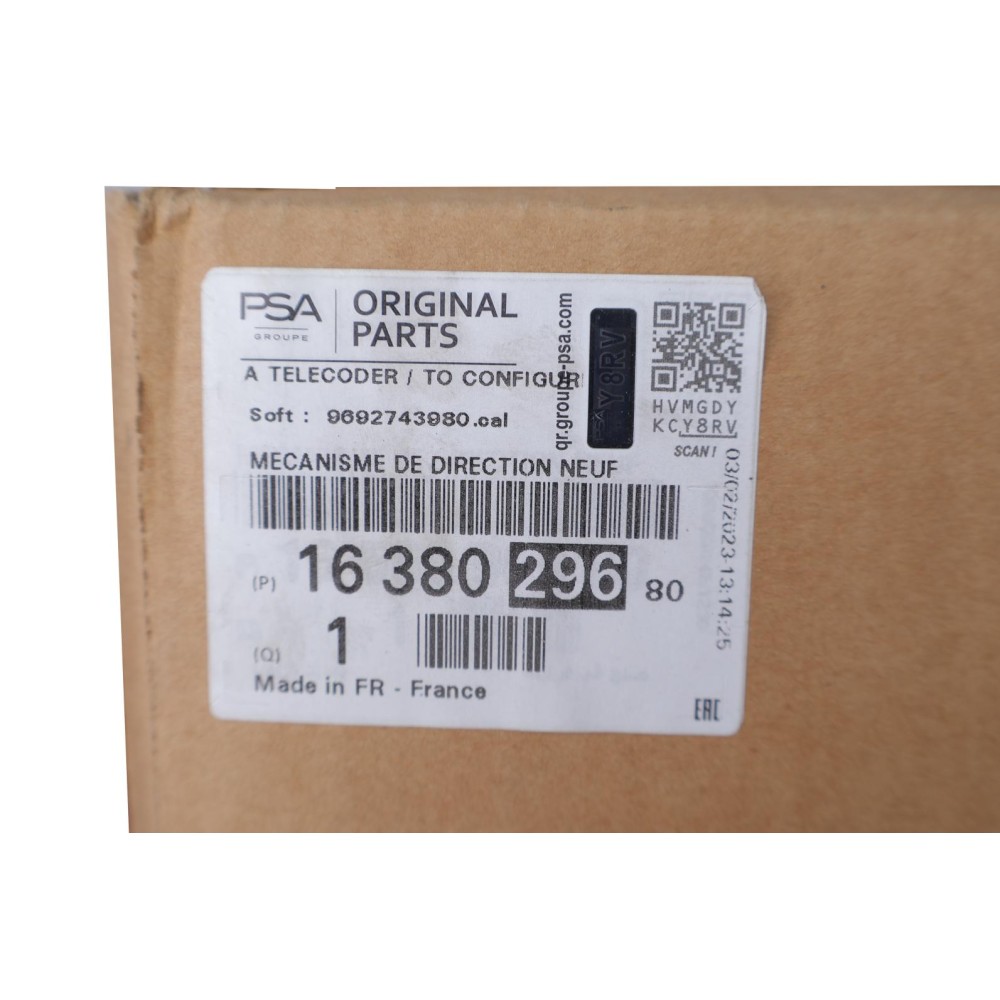 PSA
GROUPE
ORIGINAL
PARTS
A TELECODER / TO CONFIGUR
Soft : 9692743980.cal
qr.groupe-psa.com
Y8RV
HVMGDY
KCY8RV
SCAN!
MECANISME DE DIRECTION NEUF
(P) 16 380 296 80
(Q) 1
Made in FR - France
03/02/2023-13:14:25
EAC